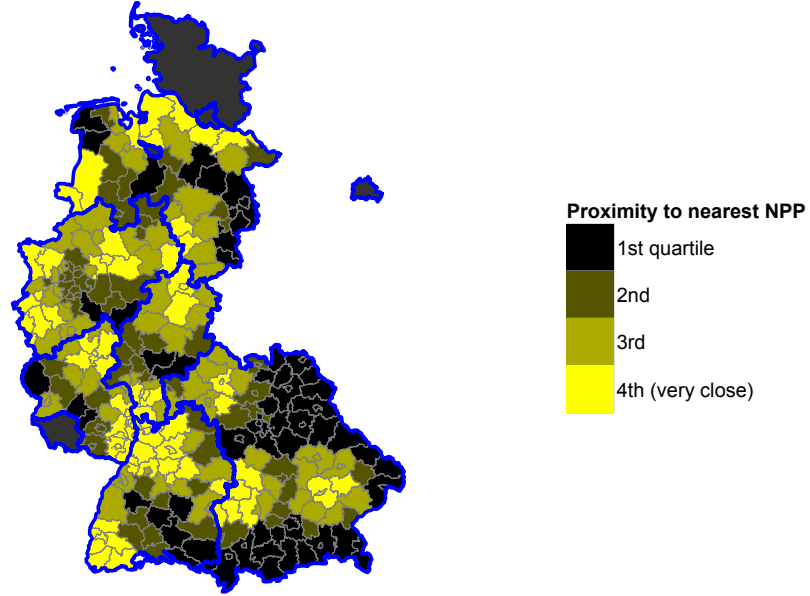 Proximity to nearest NPP
1st quartile
2nd
3rd
4th (very close)